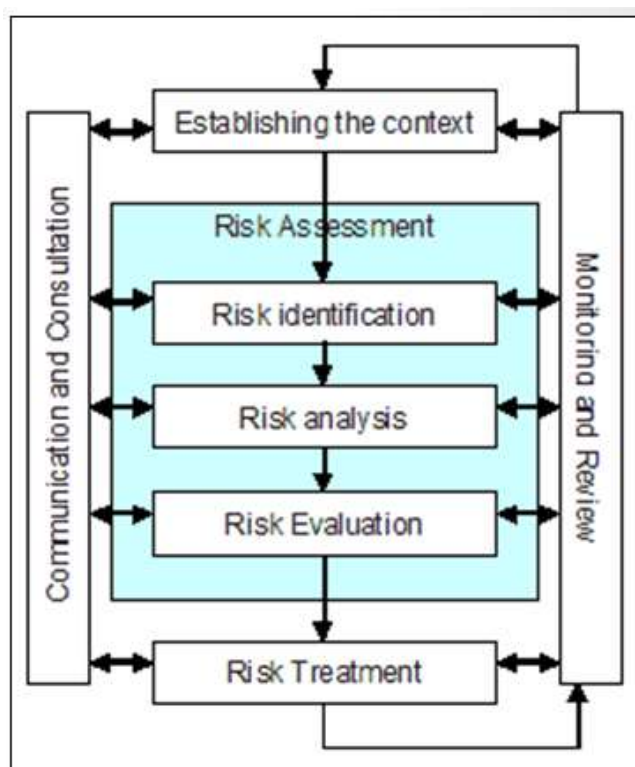 Establishing the context
Risk Assessment
Risk identification
Risk analysis
Risk Evaluation
Risk Treatment
Communication and Consultation
Monitoring and Review